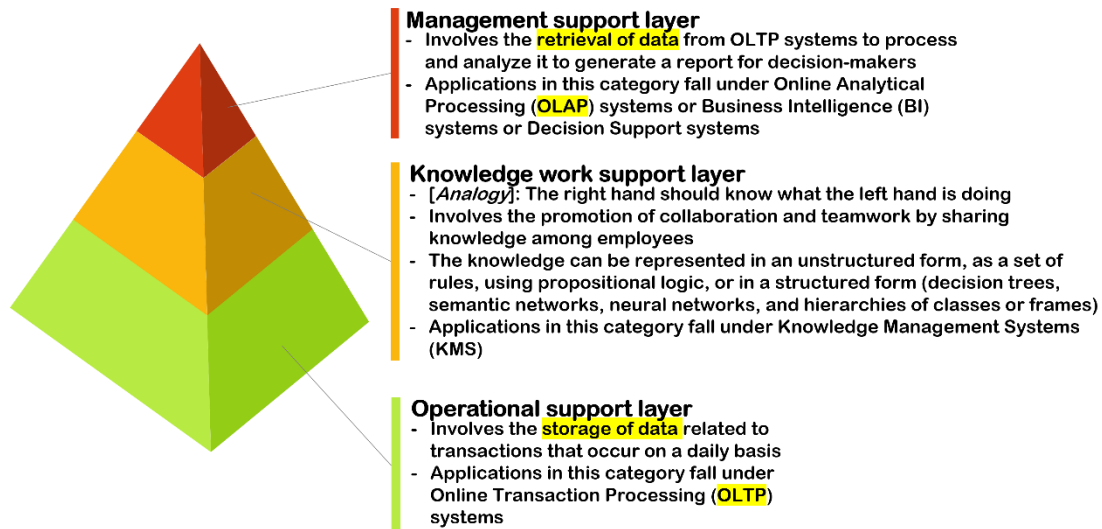 Management support layer
- Involves the retrieval of data from OLTP systems to process
and analyze it to generate a report for decision-makers
- Applications in this category fall under Online Analytical
Processing (OLAP) systems or Business Intelligence (BI)
systems or Decision Support systems
Knowledge work support layer
- [Analogy]: The right hand should know what the left hand is doing
- Involves the promotion of collaboration and teamwork by sharing
knowledge among employees
- The knowledge can be represented in an unstructured form, as a set of
rules, using propositional logic, or in a structured form (decision trees,
semantic networks, neural networks, and hierarchies of classes or frames)
- Applications in this category fall under Knowledge Management Systems
(KMS)
Operational support layer
- Involves the storage of data related to
transactions that occur on a daily basis
- Applications in this category fall under
Online Transaction Processing (OLTP)
systems